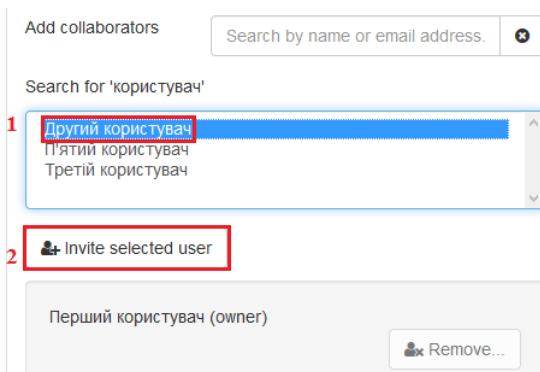 Add collaborators
Search by name or email address.
Search for 'користувач'
1
Другий користувач
П'ятий користувач
Третій користувач
2
Invite selected user
Перший користувач (owner)
Remove...